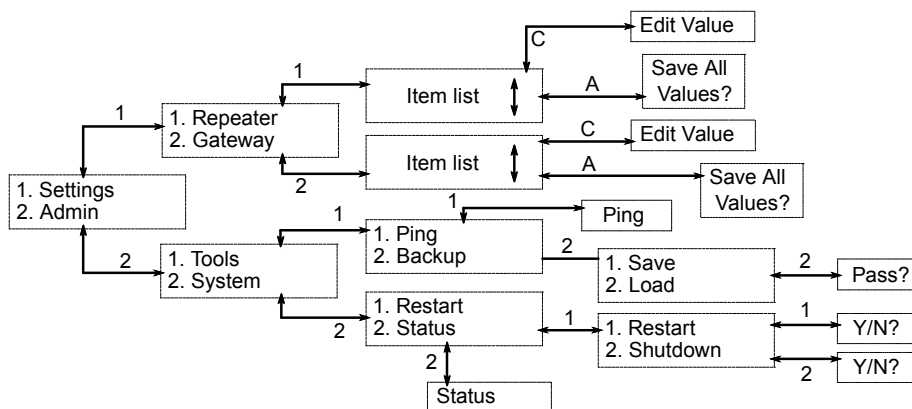 C
Edit Value
1
Item list
A
Save All
Values?
1
1. Repeater
2. Gateway
C
Edit Value
2
Item list
A
Save All
Values?
1. Settings
2. Admin
1
1
Ping
2
1. Tools
2. System
1. Ping
2. Backup
2
1. Save
2. Load
2
Pass?
2
1. Restart
2. Status
1
1. Restart
2. Shutdown
1
Y/N?
2
Y/N?
2
Status